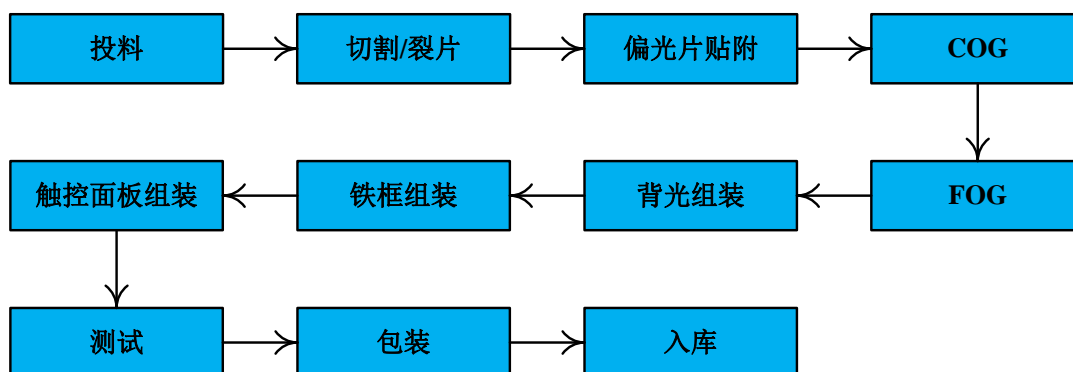 投料
切割/裂片
偏光片贴附
COG
触控面板组装
铁框组装
背光组装
FOG
测试
包装
入库